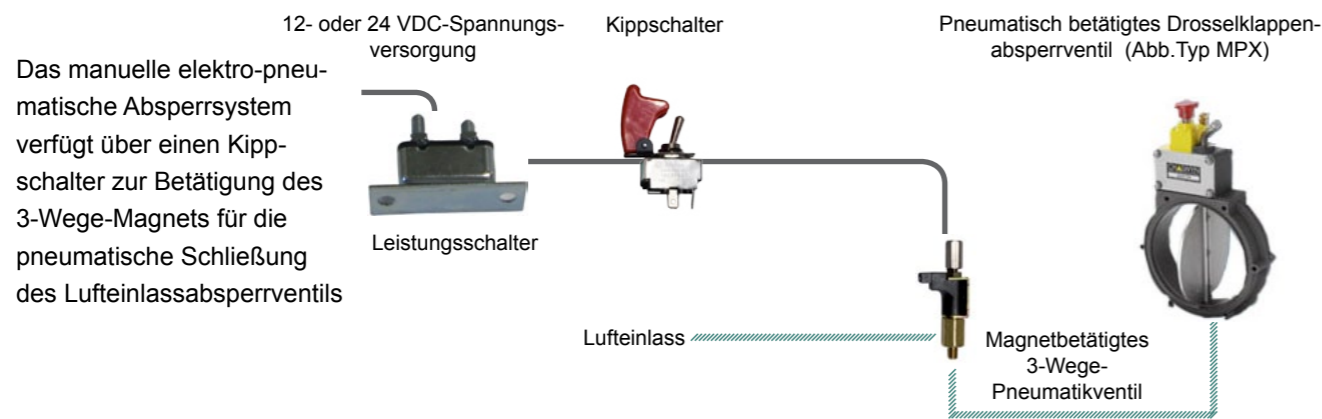 12- oder 24 VDC-Spannungs-
versorgung
Kippschalter
Pneumatisch betätigtes Drosselklappen-
absperrventil (Abb.Typ MPX)
Das manuelle elektro-pneu-
matische Absperrsystem
verfügt über einen Kipp-
schalter zur Betätigung des
3-Wege-Magnets für die
pneumatische Schließung
des Lufteinlassabsperrventils
Leistungsschalter
Lufteinlass
Magnetbetätigtes
3-Wege-
Pneumatikventil